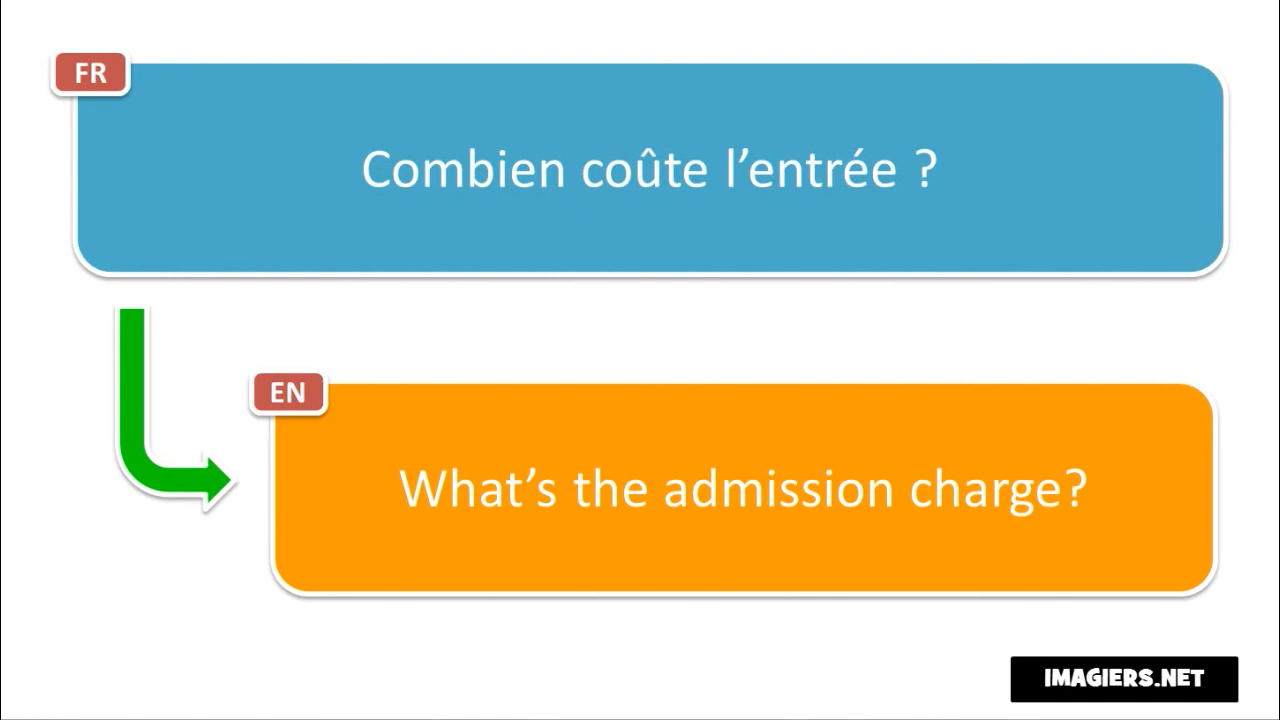 FR
Combien coûte l’entrée ?
EN
What’s the admission charge?
IMAGIERS.NET